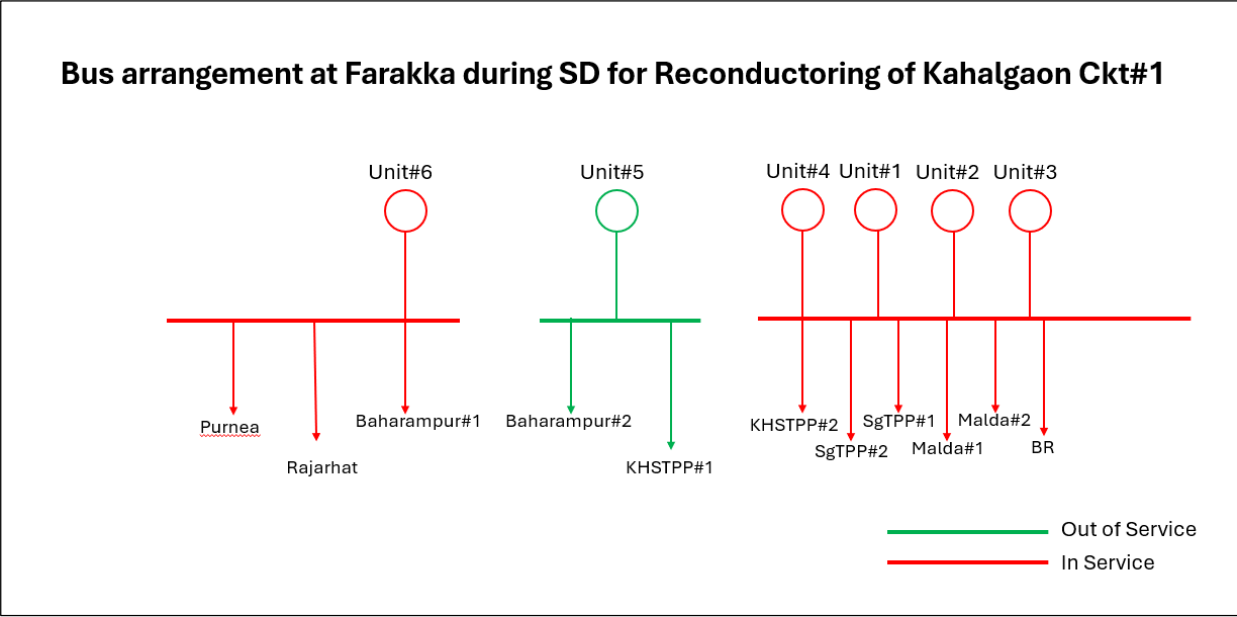 Bus arrangement at Farakka during SD for Reconductoring of Kahalgaon Ckt#1
Unit#6
Unit#5
Unit#4
Unit#1
Unit#2
Unit#3
Purnea
Rajarhat
Baharampur#1
Baharampur#2
KHSTPP#1
KHSTPP#2
SgTPP#2
SgTPP#1
Malda#1
Malda#2
BR
Out of Service
In Service